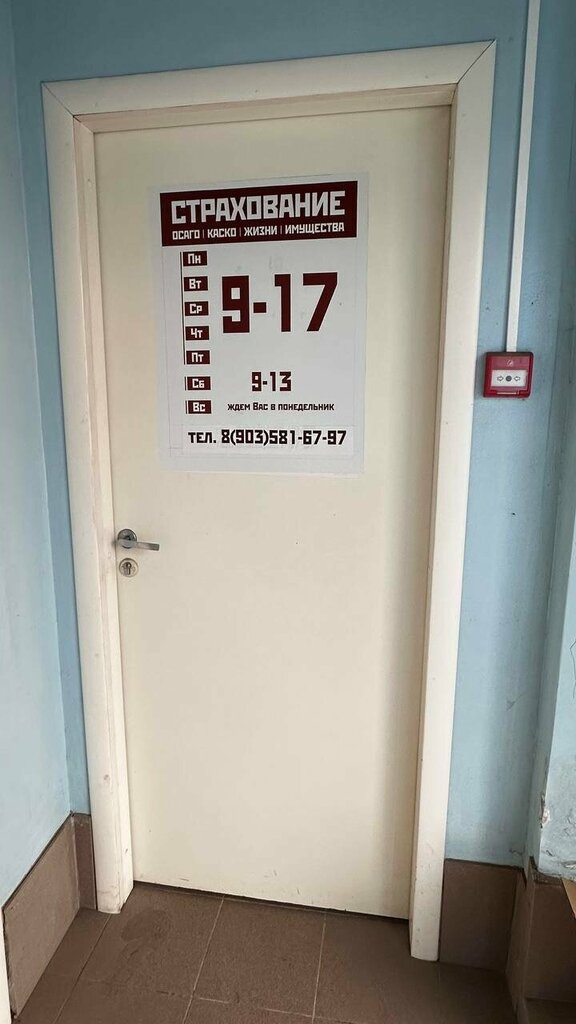 СТРАХОВАНИЕ
ОСАГО | КАСКО | ЖИЗНИ | ИМУЩЕСТВА
Пн
Вт
Ср
9-17
Чт
Пт
Сб 9-13
Вс ждем Вас в понедельник
тел. 8(903)581-67-97